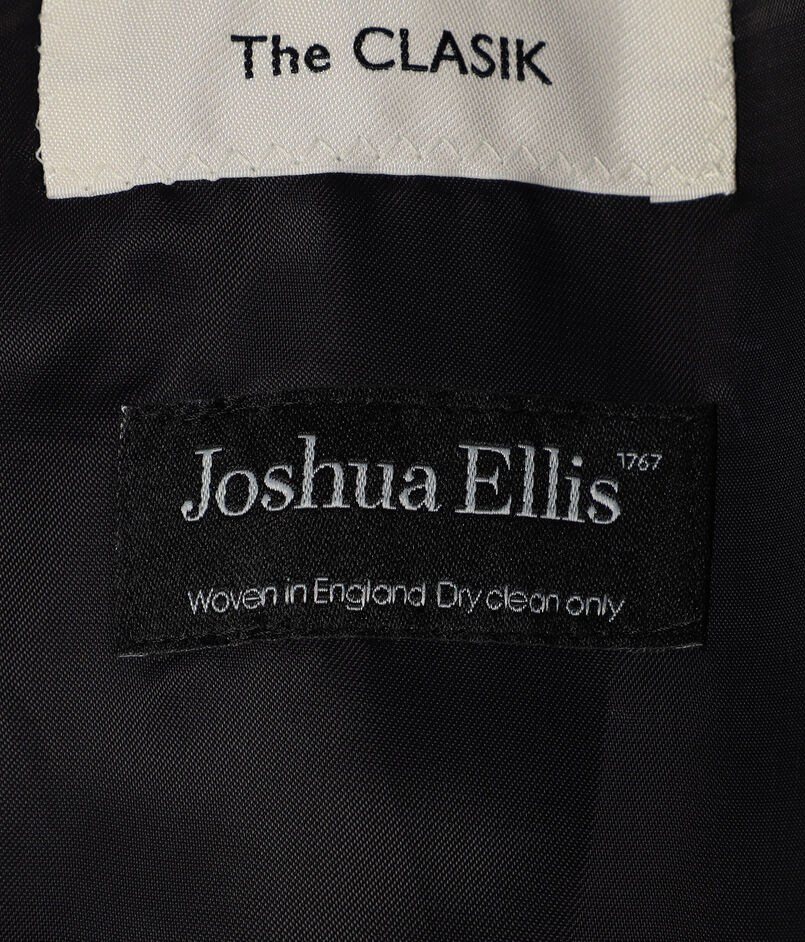 The CLASIK
Joshua Ellis 1767
Woven in England Dry clean only